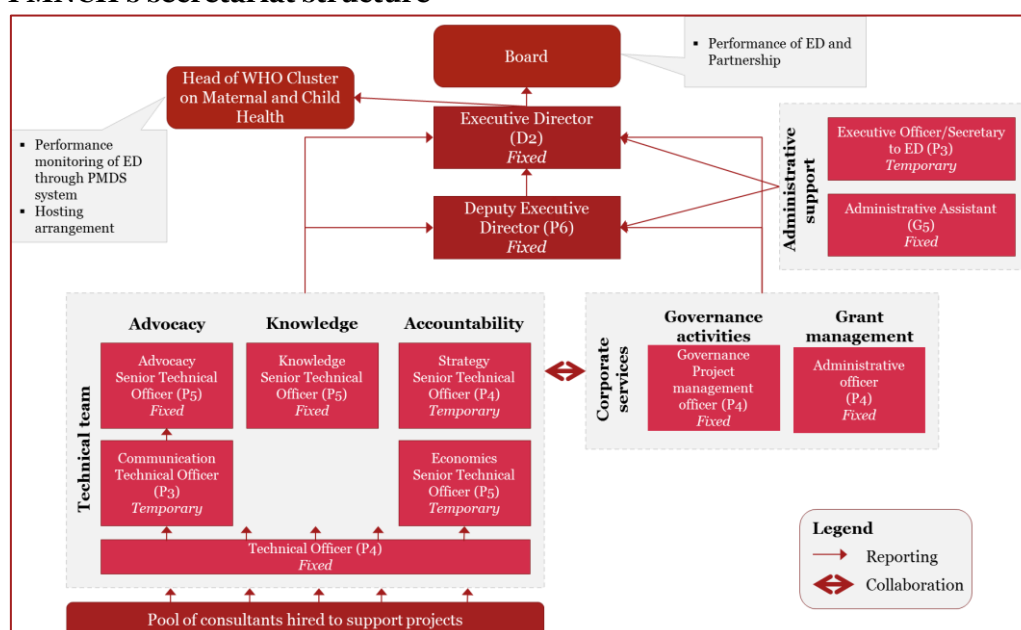 Board
▪ Performance of ED and
Partnership
Head of WHO Cluster
on Maternal and Child
Health
▪ Performance
monitoring of ED
through PMDS
system
▪ Hosting
arrangement
Executive Director
(D2)
Fixed
Deputy Executive
Director (P6)
Fixed
Administrative
support
Executive Officer/Secretary
to ED (P3)
Temporary
Administrative Assistant
(G5)
Fixed
Technical team
Advocacy
Knowledge
Accountability
Advocacy
Senior Technical
Officer (P5)
Fixed
Knowledge
Senior Technical
Officer (P5)
Fixed
Strategy
Senior Technical
Officer (P4)
Temporary
Communication
Technical Officer
(P3)
Temporary
Economics
Senior Technical
Officer (P5)
Temporary
Technical Officer (P4)
Fixed
Pool of consultants hired to support projects
Corporate
services
Governance
activities
Grant
management
Governance
Project
management
officer (P4)
Fixed
Administrative
officer
(P4)
Fixed
Legend
Reporting
Collaboration